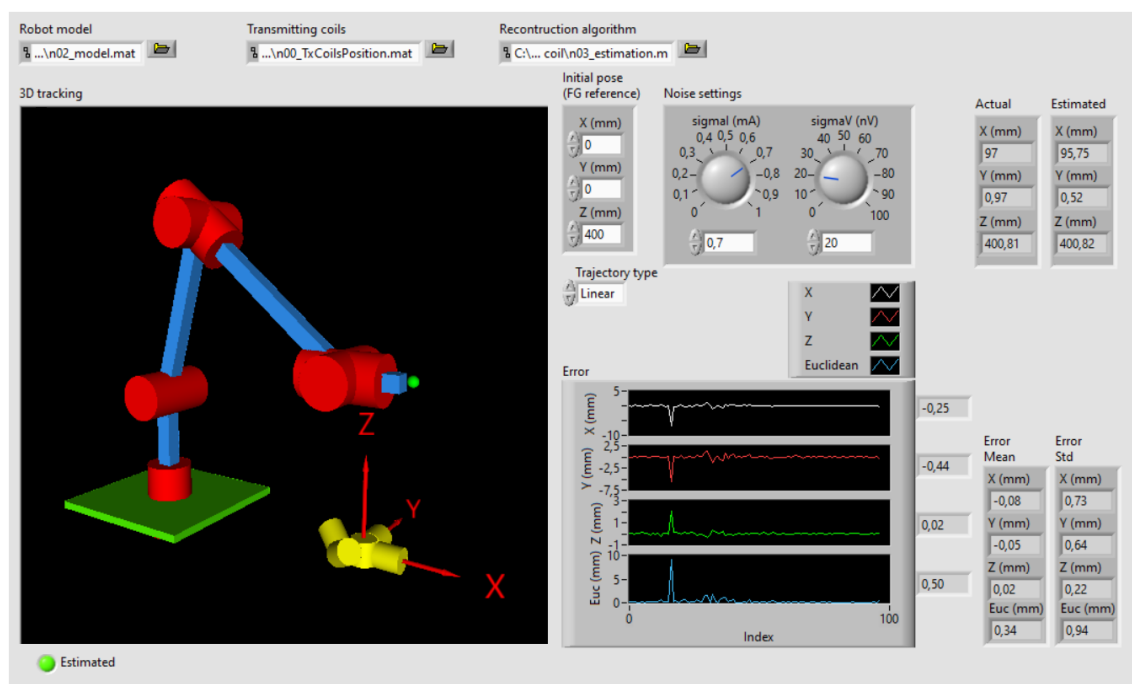 Robot model
...\n02_model.mat
Transmitting coils
...\n00_TxCoilsPosition.mat
Recontruction algorithm
C:\... coil\n03_estimation.m
3D tracking
Z
Y
X
Estimated
Initial pose
(FG reference)
X (mm)
0
Y (mm)
0
Z (mm)
400
Noise settings
sigmaI (mA)
0 0,1 0,2 0,3 0,4 0,5 0,6 0,7 0,8 0,9 1
0,7
sigmaV (nV)
0 10 20 30 40 50 60 70 80 90 100
20
Actual
X (mm)
97
Y (mm)
0,97
Z (mm)
400,81
Estimated
X (mm)
95,75
Y (mm)
0,52
Z (mm)
400,82
Trajectory type
Linear
X
Y
Z
Euclidean
Error
X (mm)
5
-10
-0,25
Y (mm)
2,5
-2,5
-7,5
-0,44
Z (mm)
3
1
-1
0,02
Euc (mm)
10
5
0
0,50
0 100
Index
Error
Mean
X (mm)
-0,08
Y (mm)
-0,05
Z (mm)
0,02
Euc (mm)
0,34
Error
Std
X (mm)
0,73
Y (mm)
0,64
Z (mm)
0,22
Euc (mm)
0,94